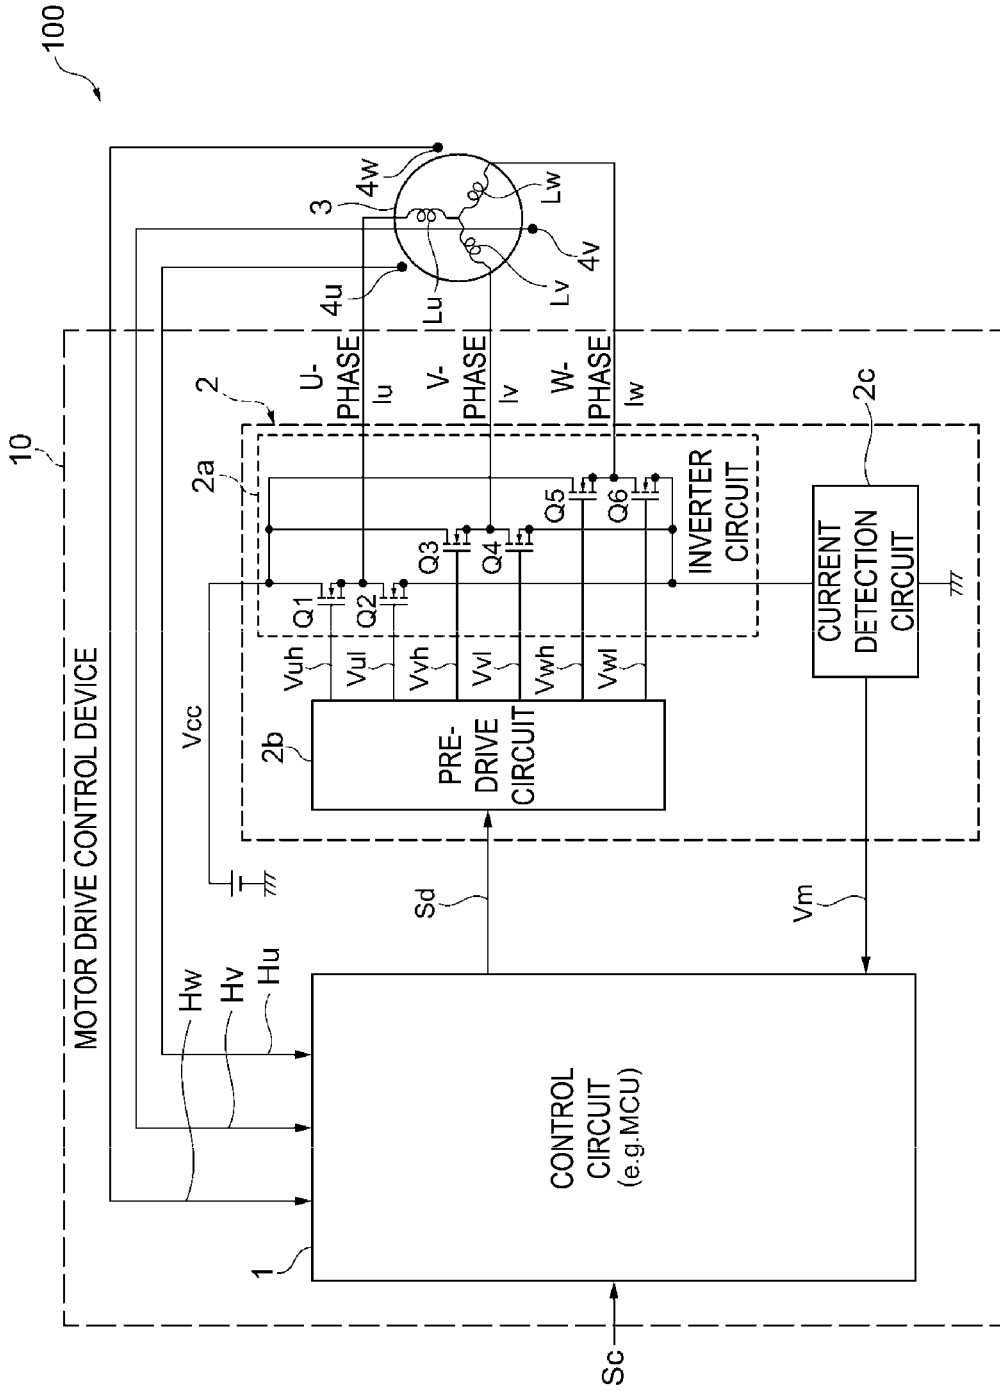 100
10
MOTOR DRIVE CONTROL DEVICE
Hw
Hv
Hu
Vcc
1
CONTROL
CIRCUIT
(e.g.MCU)
Sc
Sd
Vm
2
2b
PRE-
DRIVE
CIRCUIT
Vuh
Vul
Vvh
Vvl
Vwh
Vwl
2a
Q1
Q2
Q3
Q4
Q5
Q6
INVERTER
CIRCUIT
2c
CURRENT
DETECTION
CIRCUIT
U-
PHASE
Iu
V-
PHASE
Iv
W-
PHASE
Iw
3
4u
4w
4v
Lu
Lv
Lw